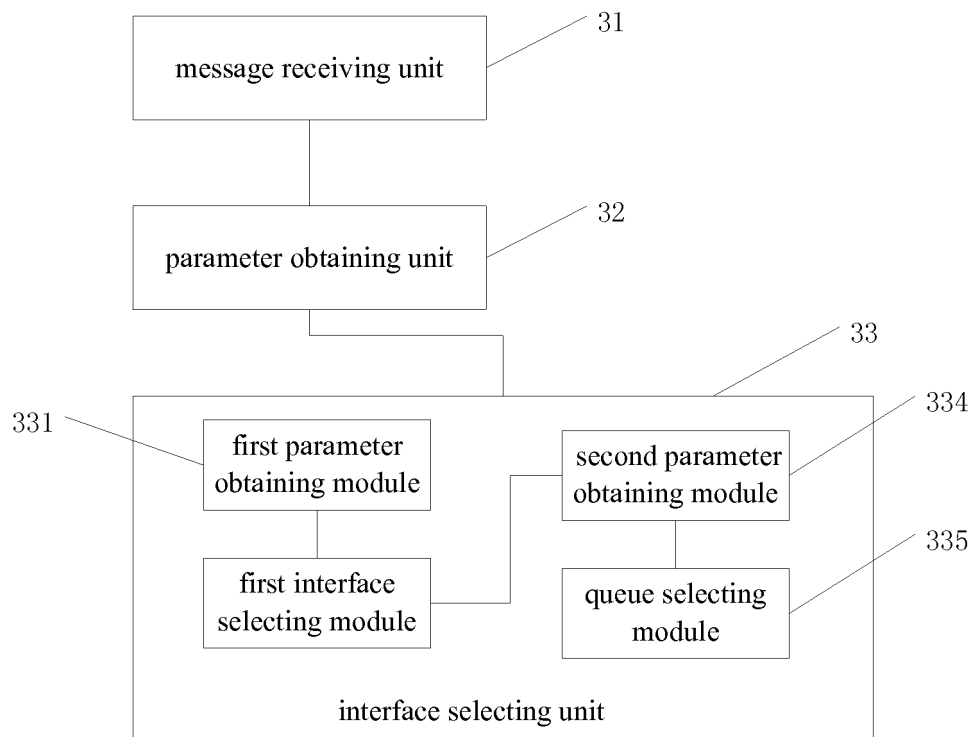 31
message receiving unit
32
parameter obtaining unit
33
331
334
first parameter
obtaining module
second parameter
obtaining module
335
first interface
selecting module
queue selecting
module
interface selecting unit